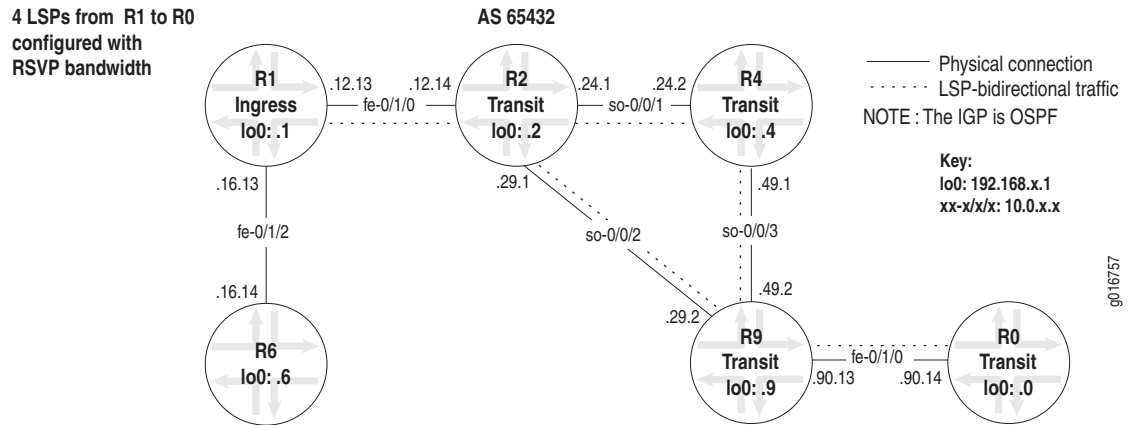 4 LSPs from R1 to R0
configured with
RSVP bandwidth
AS 65432
R1
Ingress
lo0: .1
.12.13
fe-0/1/0
.12.14
R2
Transit
lo0: .2
.24.1
so-0/0/1
.24.2
R4
Transit
lo0: .4
Physical connection
LSP-bidirectional traffic
NOTE : The IGP is OSPF
Key:
lo0: 192.168.x.1
xx-x/x/x: 10.0.x.x
.16.13
.29.1
.49.1
fe-0/1/2
so-0/0/2
so-0/0/3
g016757
.16.14
.29.2
.49.2
R6
lo0: .6
R9
Transit
lo0: .9
.90.13
fe-0/1/0
.90.14
R0
Transit
lo0: .0